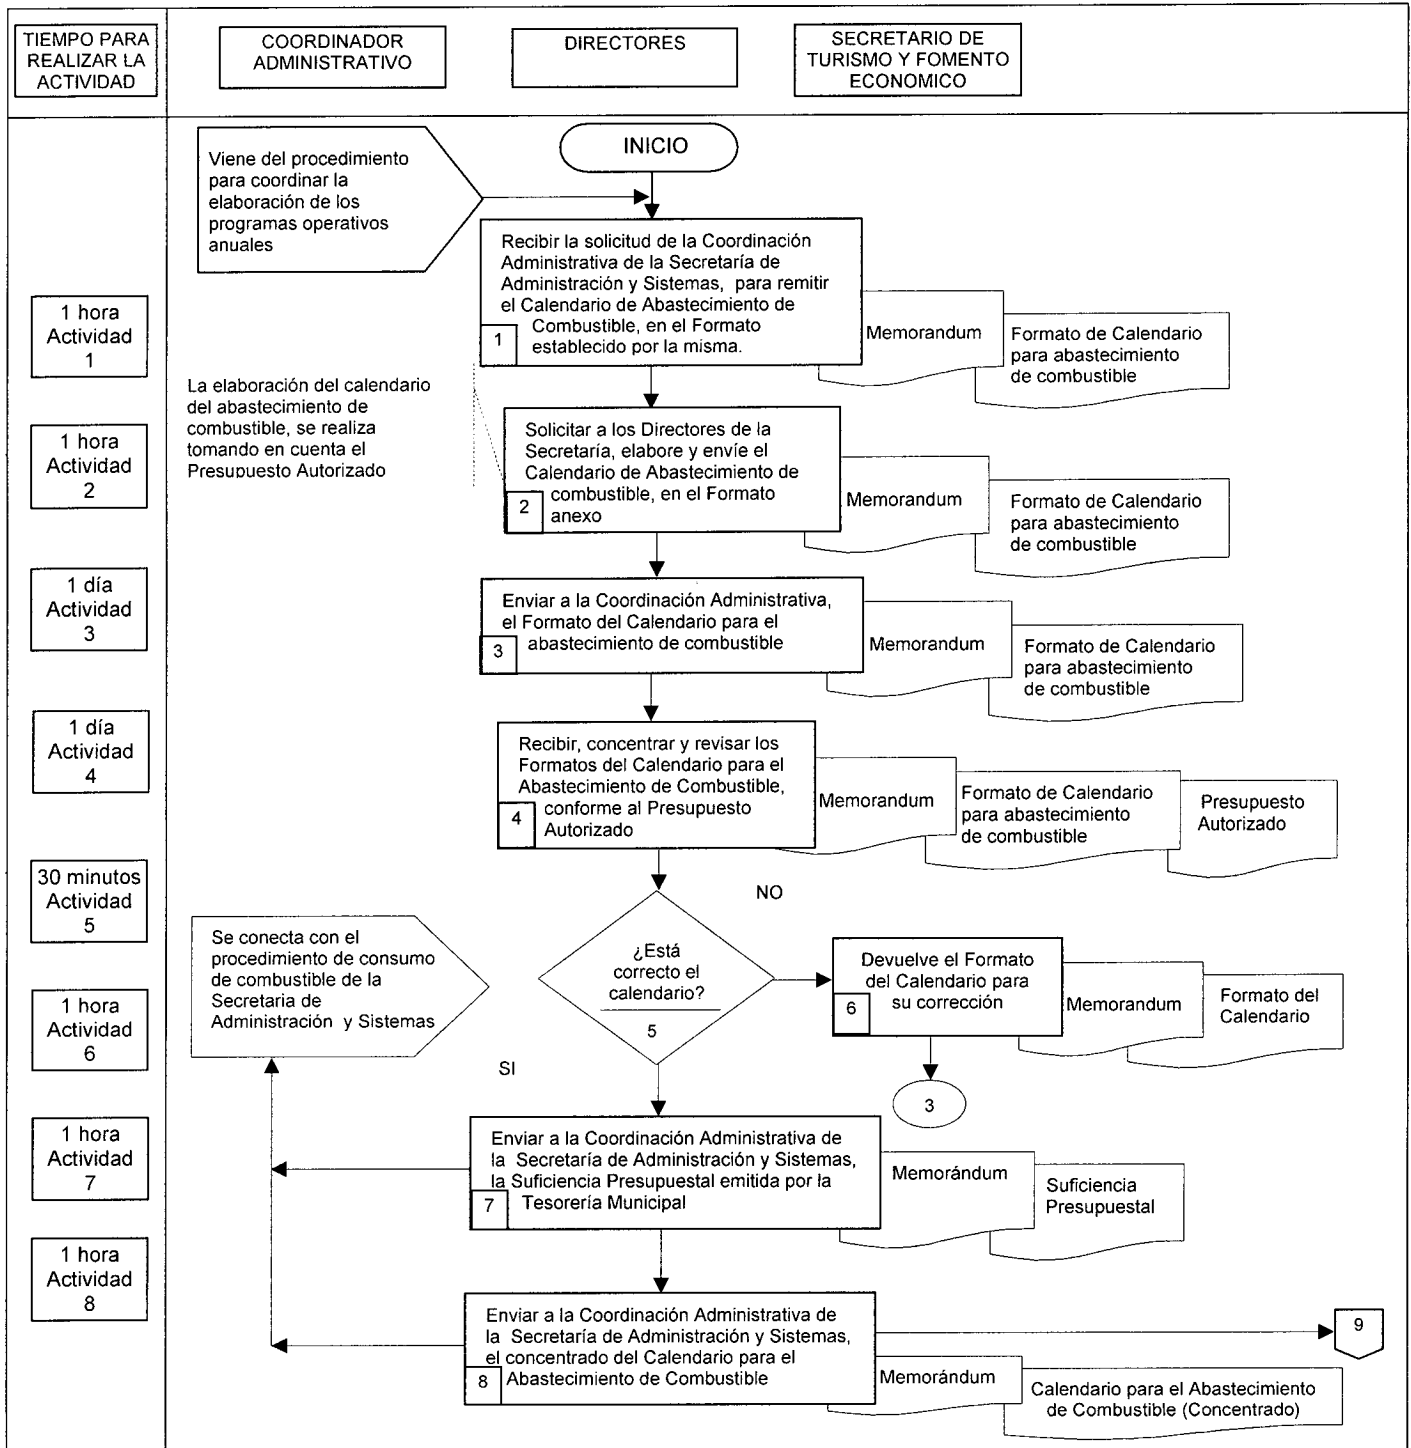 TIEMPO PARA
REALIZAR LA
ACTIVIDAD
COORDINADOR
ADMINISTRATIVO
DIRECTORES
SECRETARIO DE
TURISMO Y FOMENTO
ECONOMICO
INICIO
Viene del procedimiento
para coordinar la
elaboración de los
programas operativos
anuales
1 hora
Actividad
1
Recibir la solicitud de la Coordinación
Administrativa de la Secretaría de
Administración y Sistemas, para remitir
el Calendario de Abastecimiento de
Combustible, en el Formato
establecido por la misma.
1
Memorandum
Formato de Calendario
para abastecimiento
de combustible
La elaboración del calendario
del abastecimiento de
combustible, se realiza
tomando en cuenta el
Presupuesto Autorizado
1 hora
Actividad
2
Solicitar a los Directores de la
Secretaría, elabore y envíe el
Calendario de Abastecimiento de
combustible, en el Formato
anexo
2
Memorandum
Formato de Calendario
para abastecimiento
de combustible
1 día
Actividad
3
Enviar a la Coordinación Administrativa,
el Formato del Calendario para el
abastecimiento de combustible
3
Memorandum
Formato de Calendario
para abastecimiento
de combustible
1 día
Actividad
4
Recibir, concentrar y revisar los
Formatos del Calendario para el
Abastecimiento de Combustible,
conforme al Presupuesto
Autorizado
4
Memorandum
Formato de Calendario
para abastecimiento
de combustible
Presupuesto
Autorizado
30 minutos
Actividad
5
NO
Se conecta con el
procedimiento de consumo
de combustible de la
Secretaria de
Administración y Sistemas
¿Está
correcto el
calendario?
5
Devuelve el Formato
del Calendario para
su corrección
6
Memorandum
Formato del
Calendario
1 hora
Actividad
6
SI
3
1 hora
Actividad
7
Enviar a la Coordinación Administrativa de
la Secretaría de Administración y Sistemas,
la Suficiencia Presupuestal emitida por la
Tesorería Municipal
7
Memorándum
Suficiencia
Presupuestal
1 hora
Actividad
8
Enviar a la Coordinación Administrativa de
la Secretaría de Administración y Sistemas,
el concentrado del Calendario para el
Abastecimiento de Combustible
8
9
Memorándum
Calendario para el Abastecimiento
de Combustible (Concentrado)